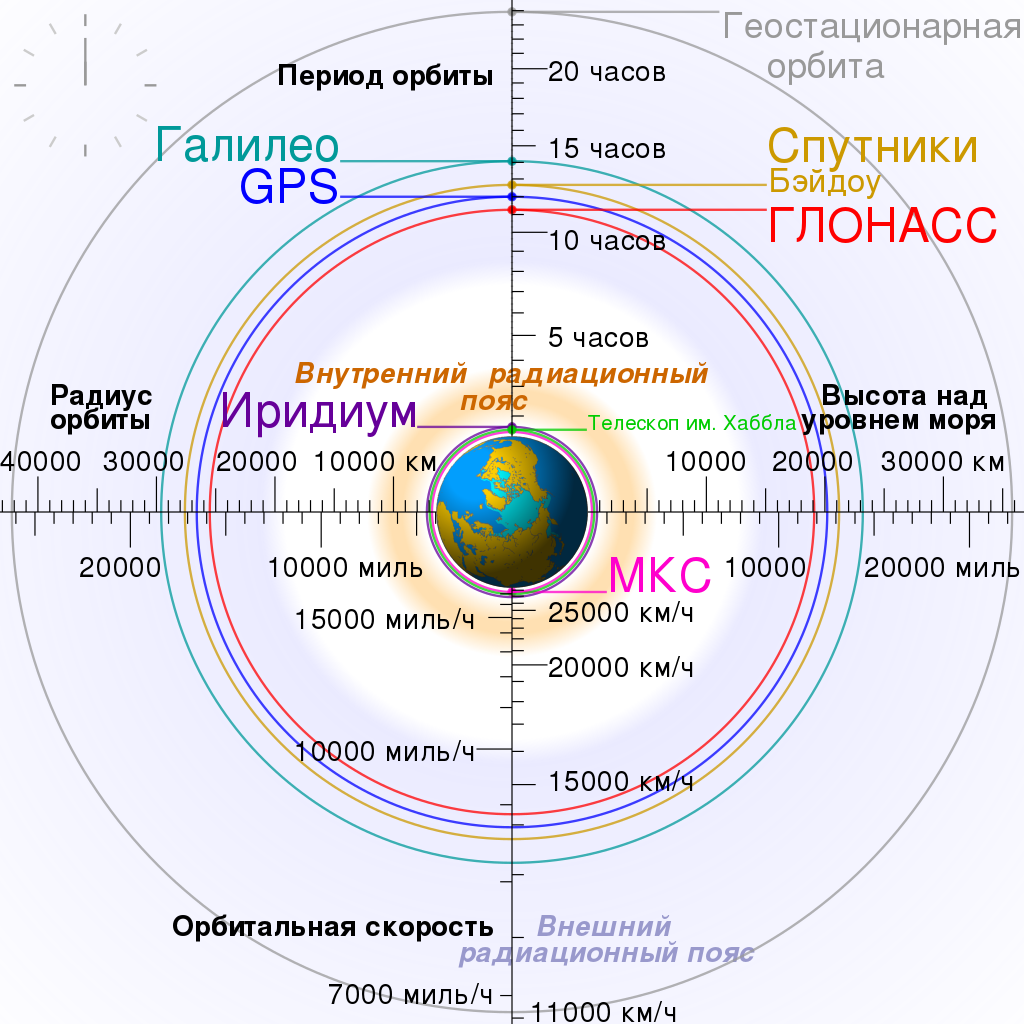 Геостационарная
орбита
Период орбиты
20 часов
Галилео
15 часов
Спутники
GPS
Бэйдоу
ГЛОНАСС
10 часов
5 часов
Внутренний радиационный
пояс
Радиус
орбиты
Иридиум
Телескоп им. Хаббла
Высота над
уровнем моря
40000 30000 20000 10000 км
10000 20000 30000 км
20000 10000 миль
МКС
10000 20000 миль
15000 миль/ч
25000 км/ч
20000 км/ч
10000 миль/ч
15000 км/ч
Орбитальная скорость
Внешний
радиационный пояс
7000 миль/ч
11000 км/ч